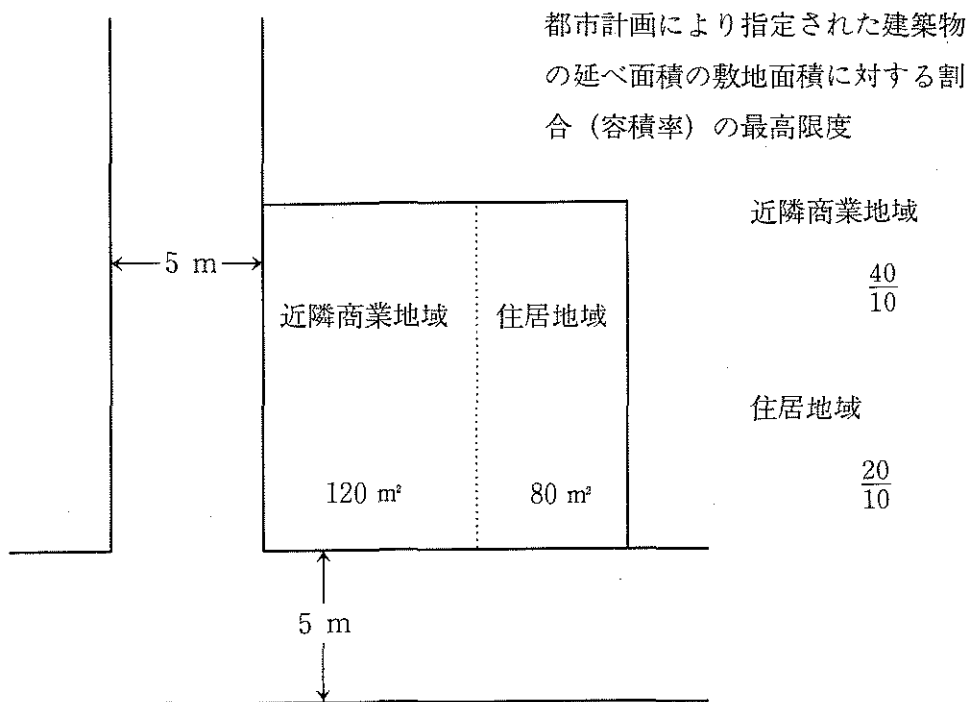 都市計画により指定された建築物
の延べ面積の敷地面積に対する割
合（容積率）の最高限度
近隣商業地域
40
10
住居地域
20
10
5 m
近隣商業地域
住居地域
120 m²
80 m²
5 m